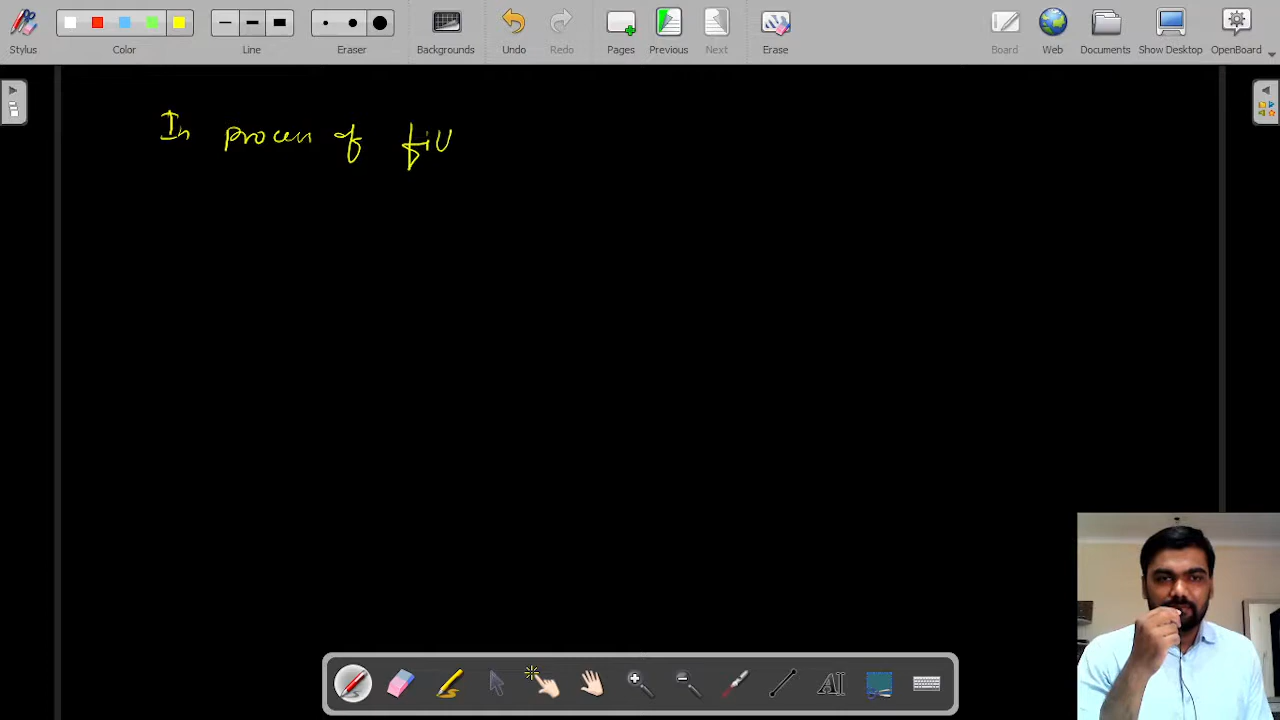 Stylus
Color
Line
Eraser
Backgrounds
Undo
Redo
Pages
Previous
Next
Erase
Board
Web
Documents
Show Desktop
OpenBoard
In process of
AI